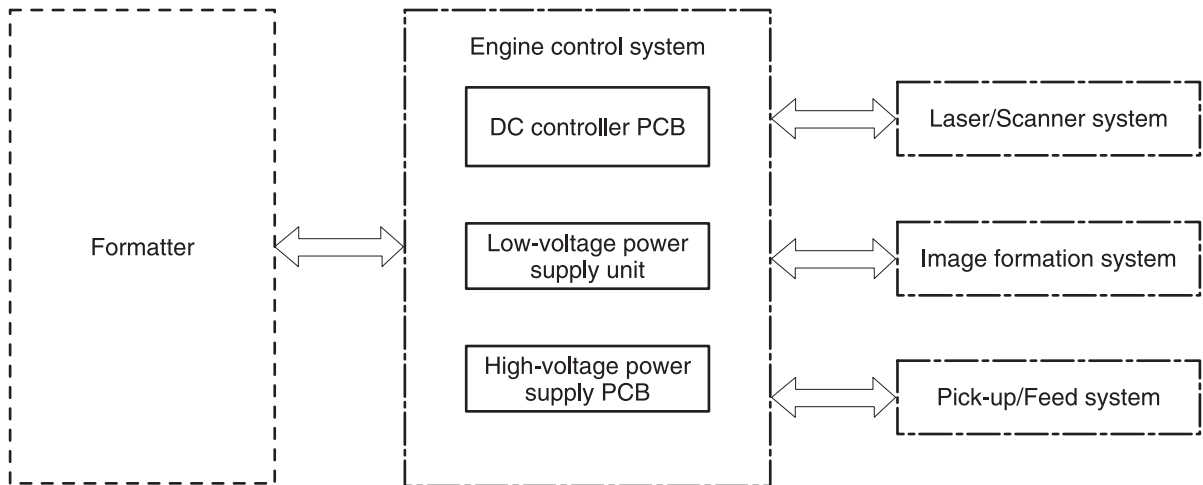 Formatter
Engine control system
DC controller PCB
Low-voltage power
supply unit
High-voltage power
supply PCB
Laser/Scanner system
Image formation system
Pick-up/Feed system